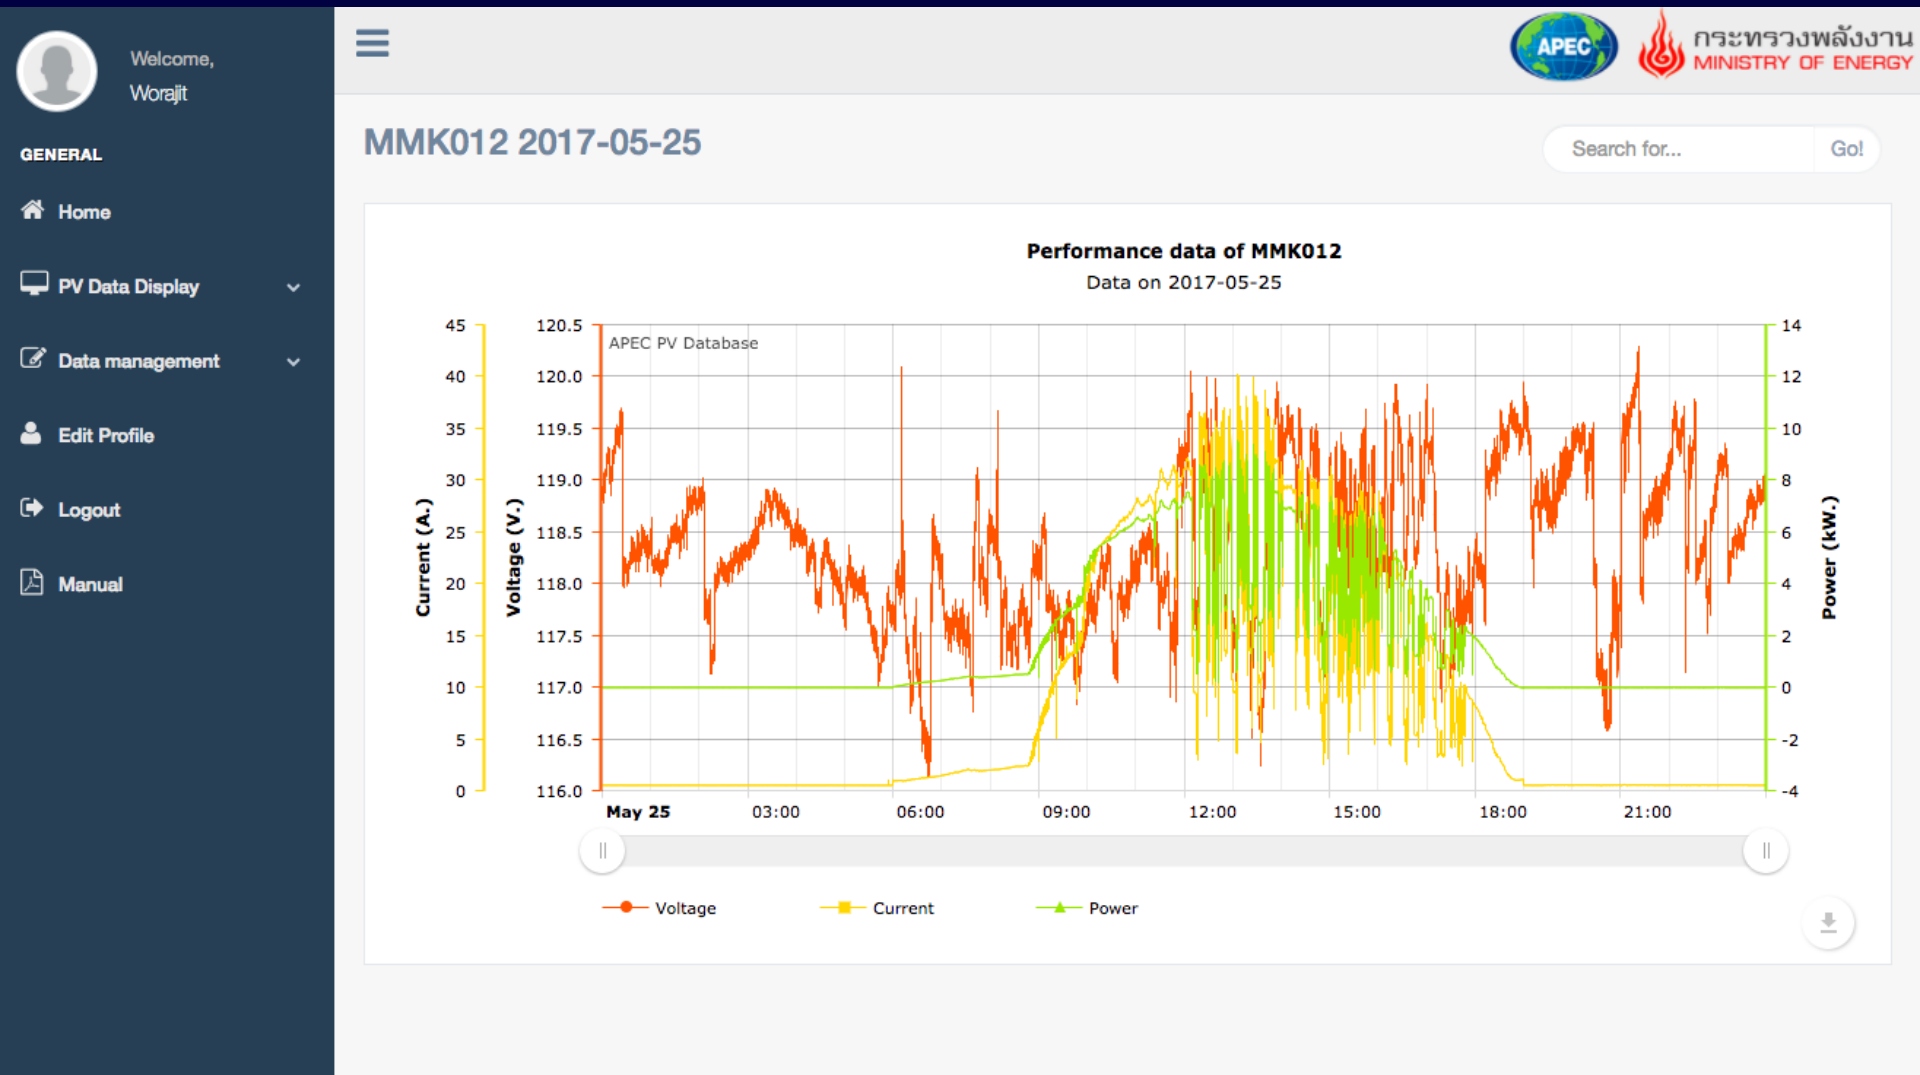 Welcome,
Worajit
GENERAL
Home
PV Data Display
Data management
Edit Profile
Logout
Manual
APEC
กระทรวงพลังงาน
MINISTRY OF ENERGY
MMK012 2017-05-25
Search for...
Go!
Performance data of MMK012
Data on 2017-05-25
APEC PV Database
Current (A.)
45
40
35
30
25
20
15
10
5
0
Voltage (V.)
120.5
120.0
119.5
119.0
118.5
118.0
117.5
117.0
116.5
116.0
14
12
10
8
6
4
2
0
-2
-4
Power (kW.)
May 25 03:00 06:00 09:00 12:00 15:00 18:00 21:00
Voltage Current Power